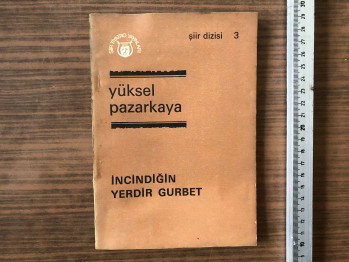 şiir dizisi 3
yüksel
pazarkaya
İNCİNDİĞİN
YERDİR GURBET